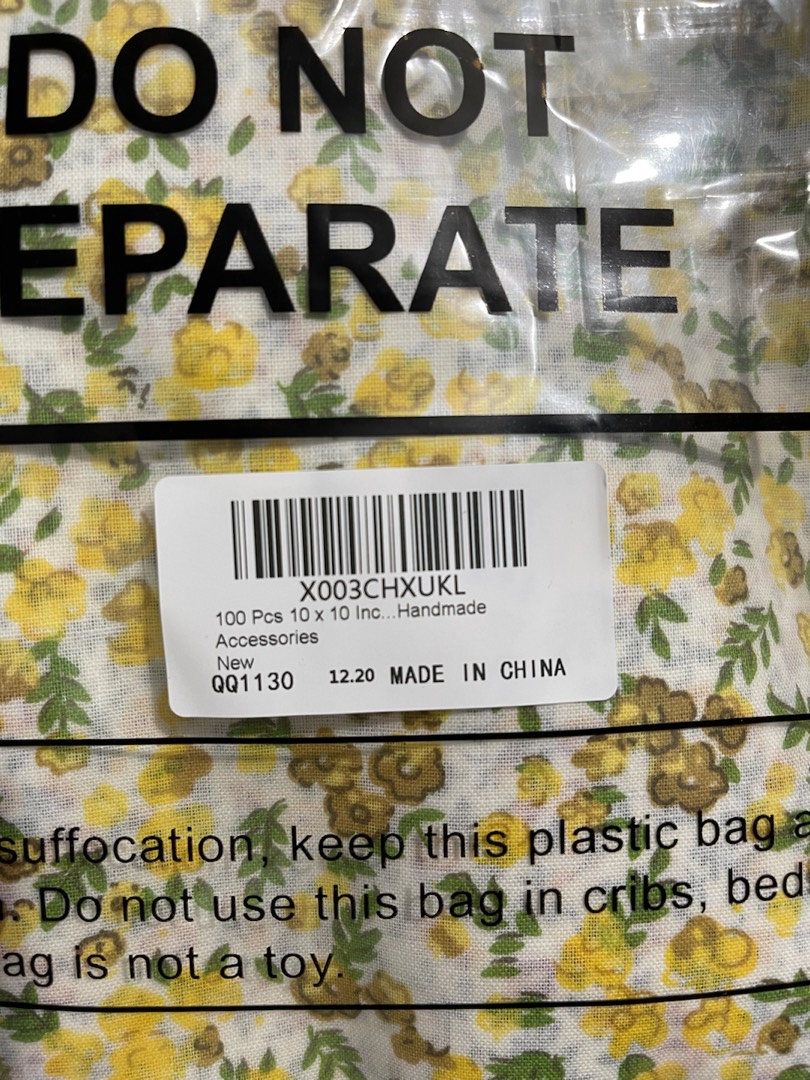 DO NOT
EPARATE
X003CHXUKL
100 Pcs 10 x 10 Inc...Handmade
Accessories
New
QQ1130 12.20 MADE IN CHINA
suffocation, keep this plastic bag a
. Do not use this bag in cribs, bed
ag is not a toy.